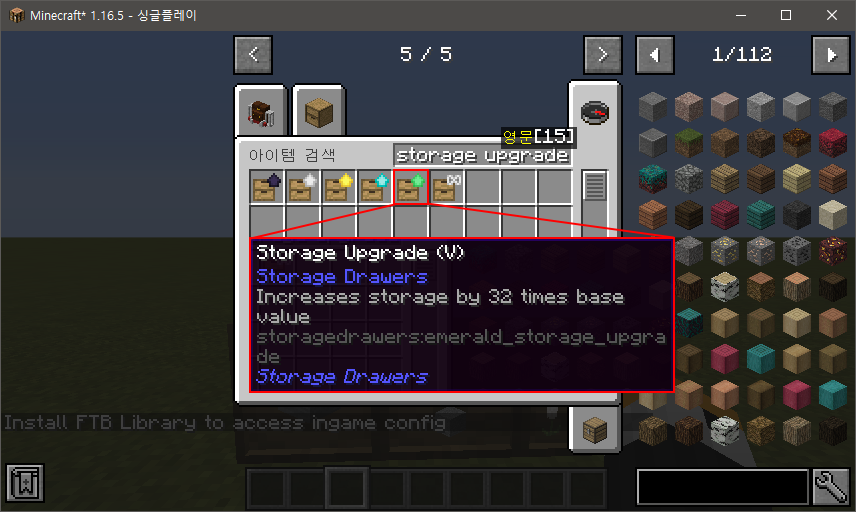 Minecraft* 1.16.5 - 싱글플레이
5 / 5
1/112
영문[15]
아이템 검색
storage upgrade
Storage Upgrade (V)
Storage Drawers
Increases storage by 32 times base
value
storagedrawers:emerald_storage_upgra
de
Storage Drawers
Install FTB Library to access ingame config